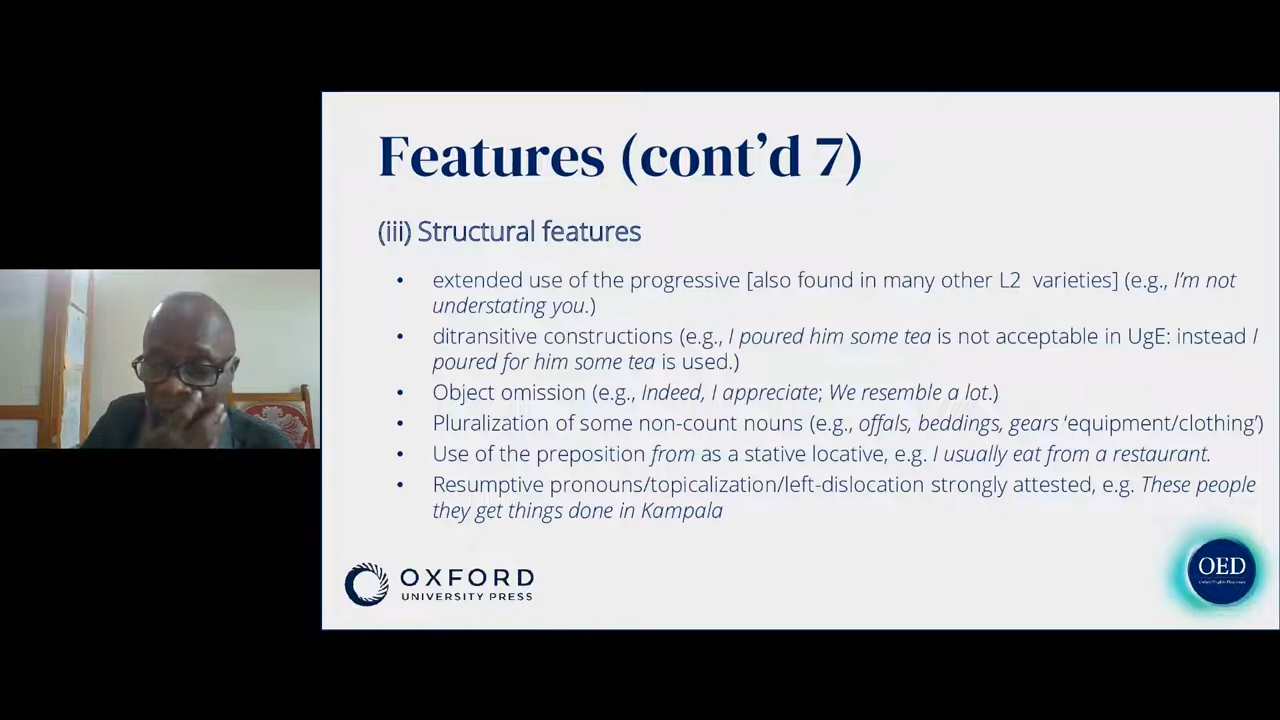 Features (cont’d 7)
(iii) Structural features
• extended use of the progressive [also found in many other L2 varieties] (e.g., I’m not
understating you.)
• ditransitive constructions (e.g., I poured him some tea is not acceptable in UgE: instead I
poured for him some tea is used.)
• Object omission (e.g., Indeed, I appreciate; We resemble a lot.)
• Pluralization of some non-count nouns (e.g., offals, beddings, gears ‘equipment/clothing’)
• Use of the preposition from as a stative locative, e.g. I usually eat from a restaurant.
• Resumptive pronouns/topicalization/left-dislocation strongly attested, e.g. These people
they get things done in Kampala
OXFORD
UNIVERSITY PRESS
OED
Oxford English Dictionary